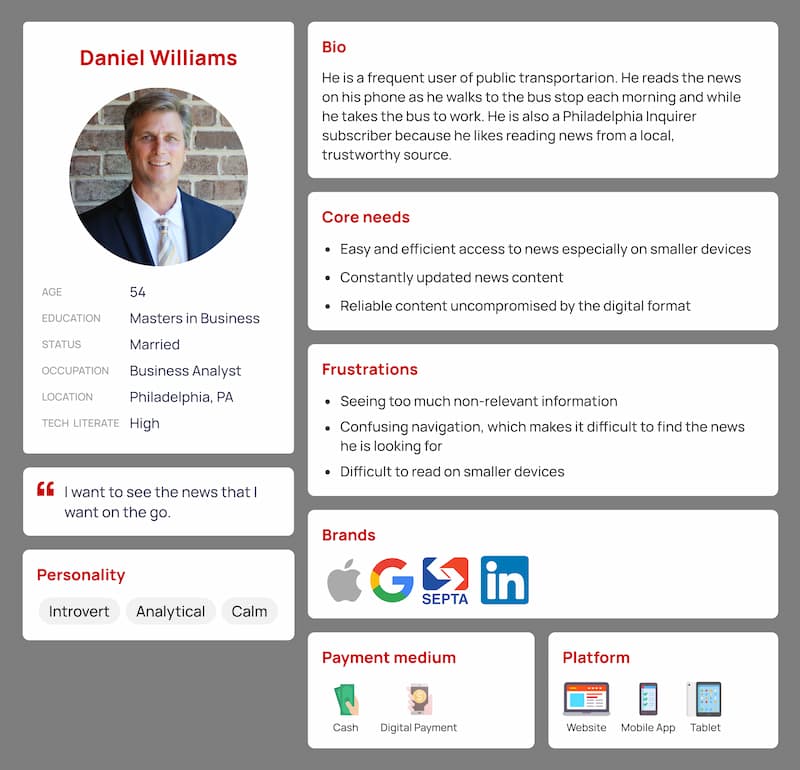 Daniel Williams
AGE 54
EDUCATION Masters in Business
STATUS Married
OCCUPATION Business Analyst
LOCATION Philadelphia, PA
TECH LITERATE High
“ I want to see the news that I
want on the go.
Personality
Introvert Analytical Calm
Bio
He is a frequent user of public transportarion. He reads the news
on his phone as he walks to the bus stop each morning and while
he takes the bus to work. He is also a Philadelphia Inquirer
subscriber because he likes reading news from a local,
trustworthy source.
Core needs
• Easy and efficient access to news especially on smaller devices
• Constantly updated news content
• Reliable content uncompromised by the digital format
Frustrations
• Seeing too much non-relevant information
• Confusing navigation, which makes it difficult to find the news
he is looking for
• Difficult to read on smaller devices
Brands
G
SEPTA
in
Payment medium
Cash Digital Payment
Platform
Website Mobile App Tablet